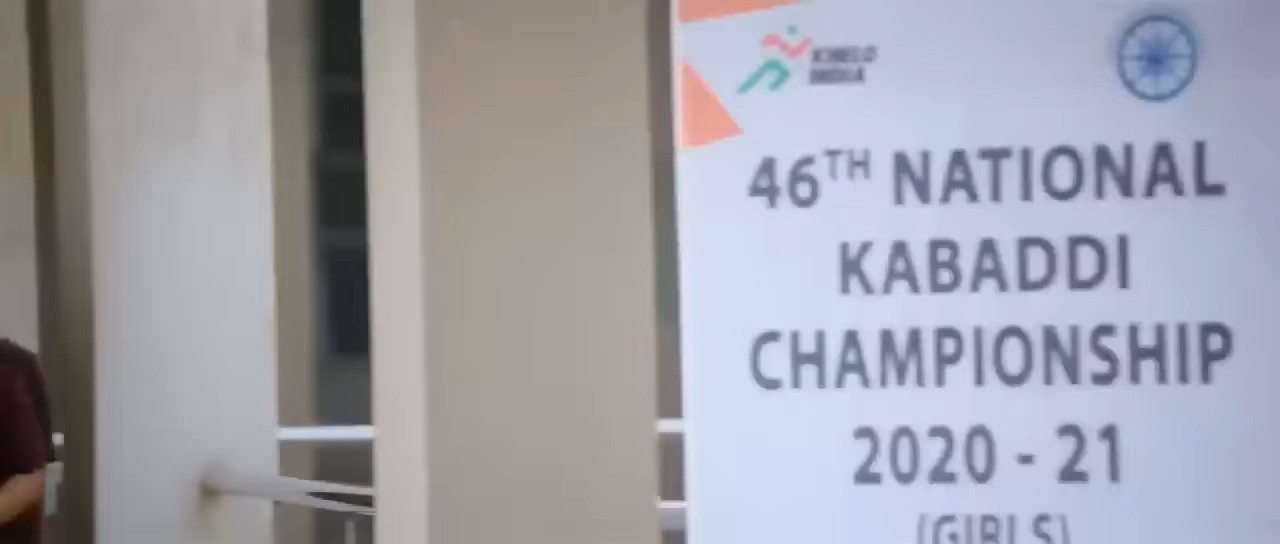 KHELO
INDIA
46TH NATIONAL
KABADDI
CHAMPIONSHIP
2020 - 21
(GIRLS)